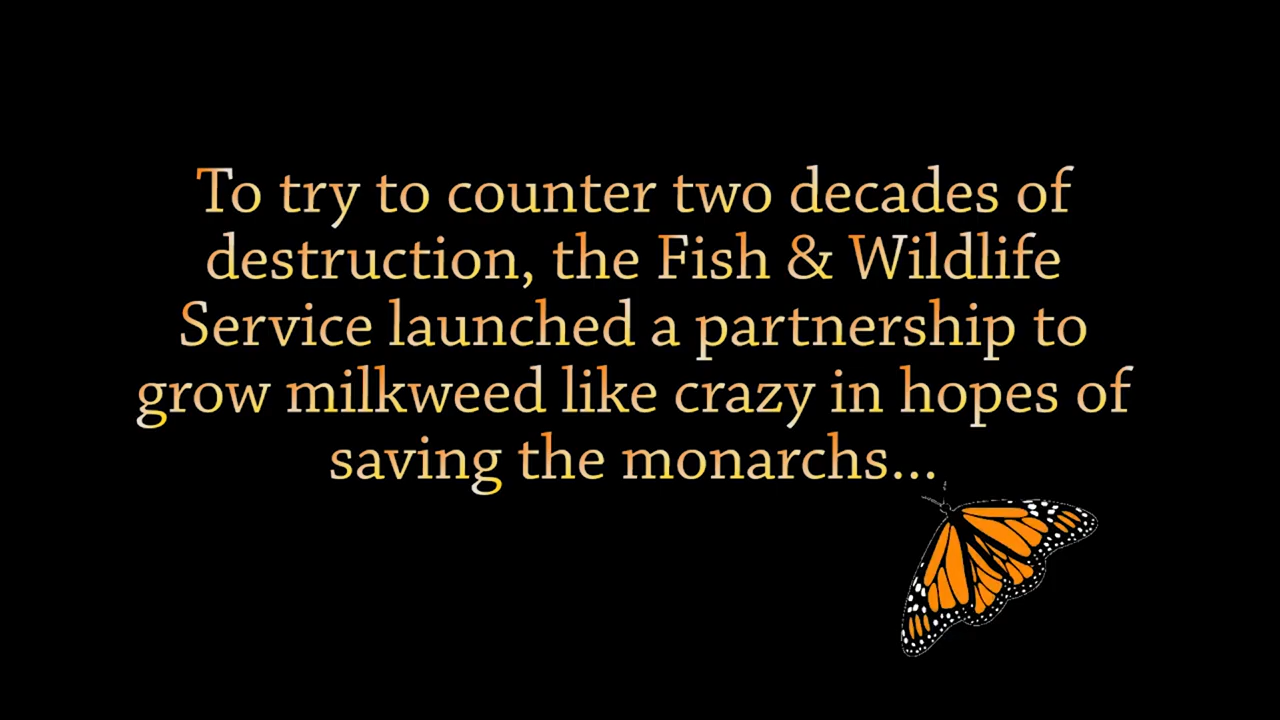 To try to counter two decades of
destruction, the Fish & Wildlife
Service launched a partnership to
grow milkweed like crazy in hopes of
saving the monarchs...